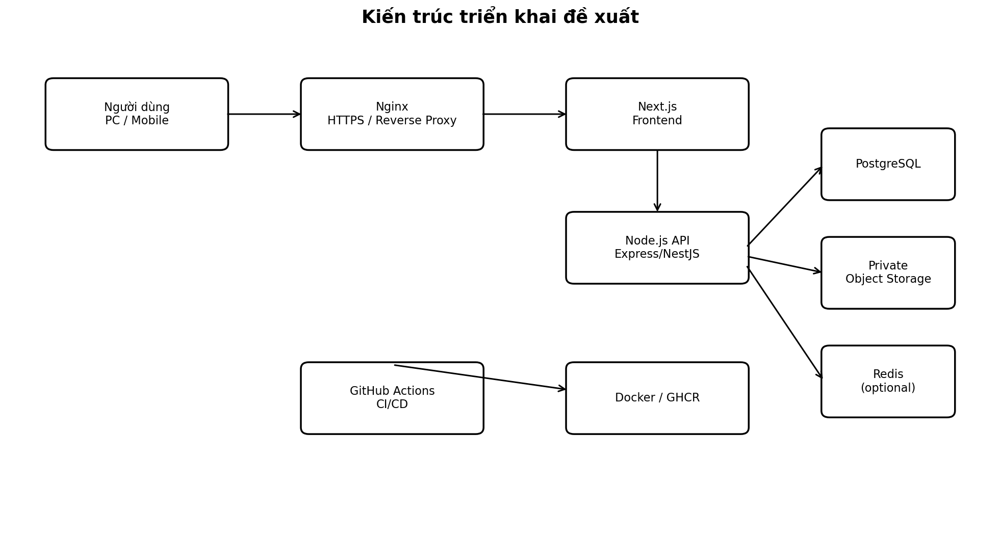 Kiến trúc triển khai đề xuất
Người dùng
PC / Mobile
Nginx
HTTPS / Reverse Proxy
Next.js
Frontend
PostgreSQL
Node.js API
Express/NestJS
Private
Object Storage
GitHub Actions
CI/CD
Docker / GHCR
Redis
(optional)